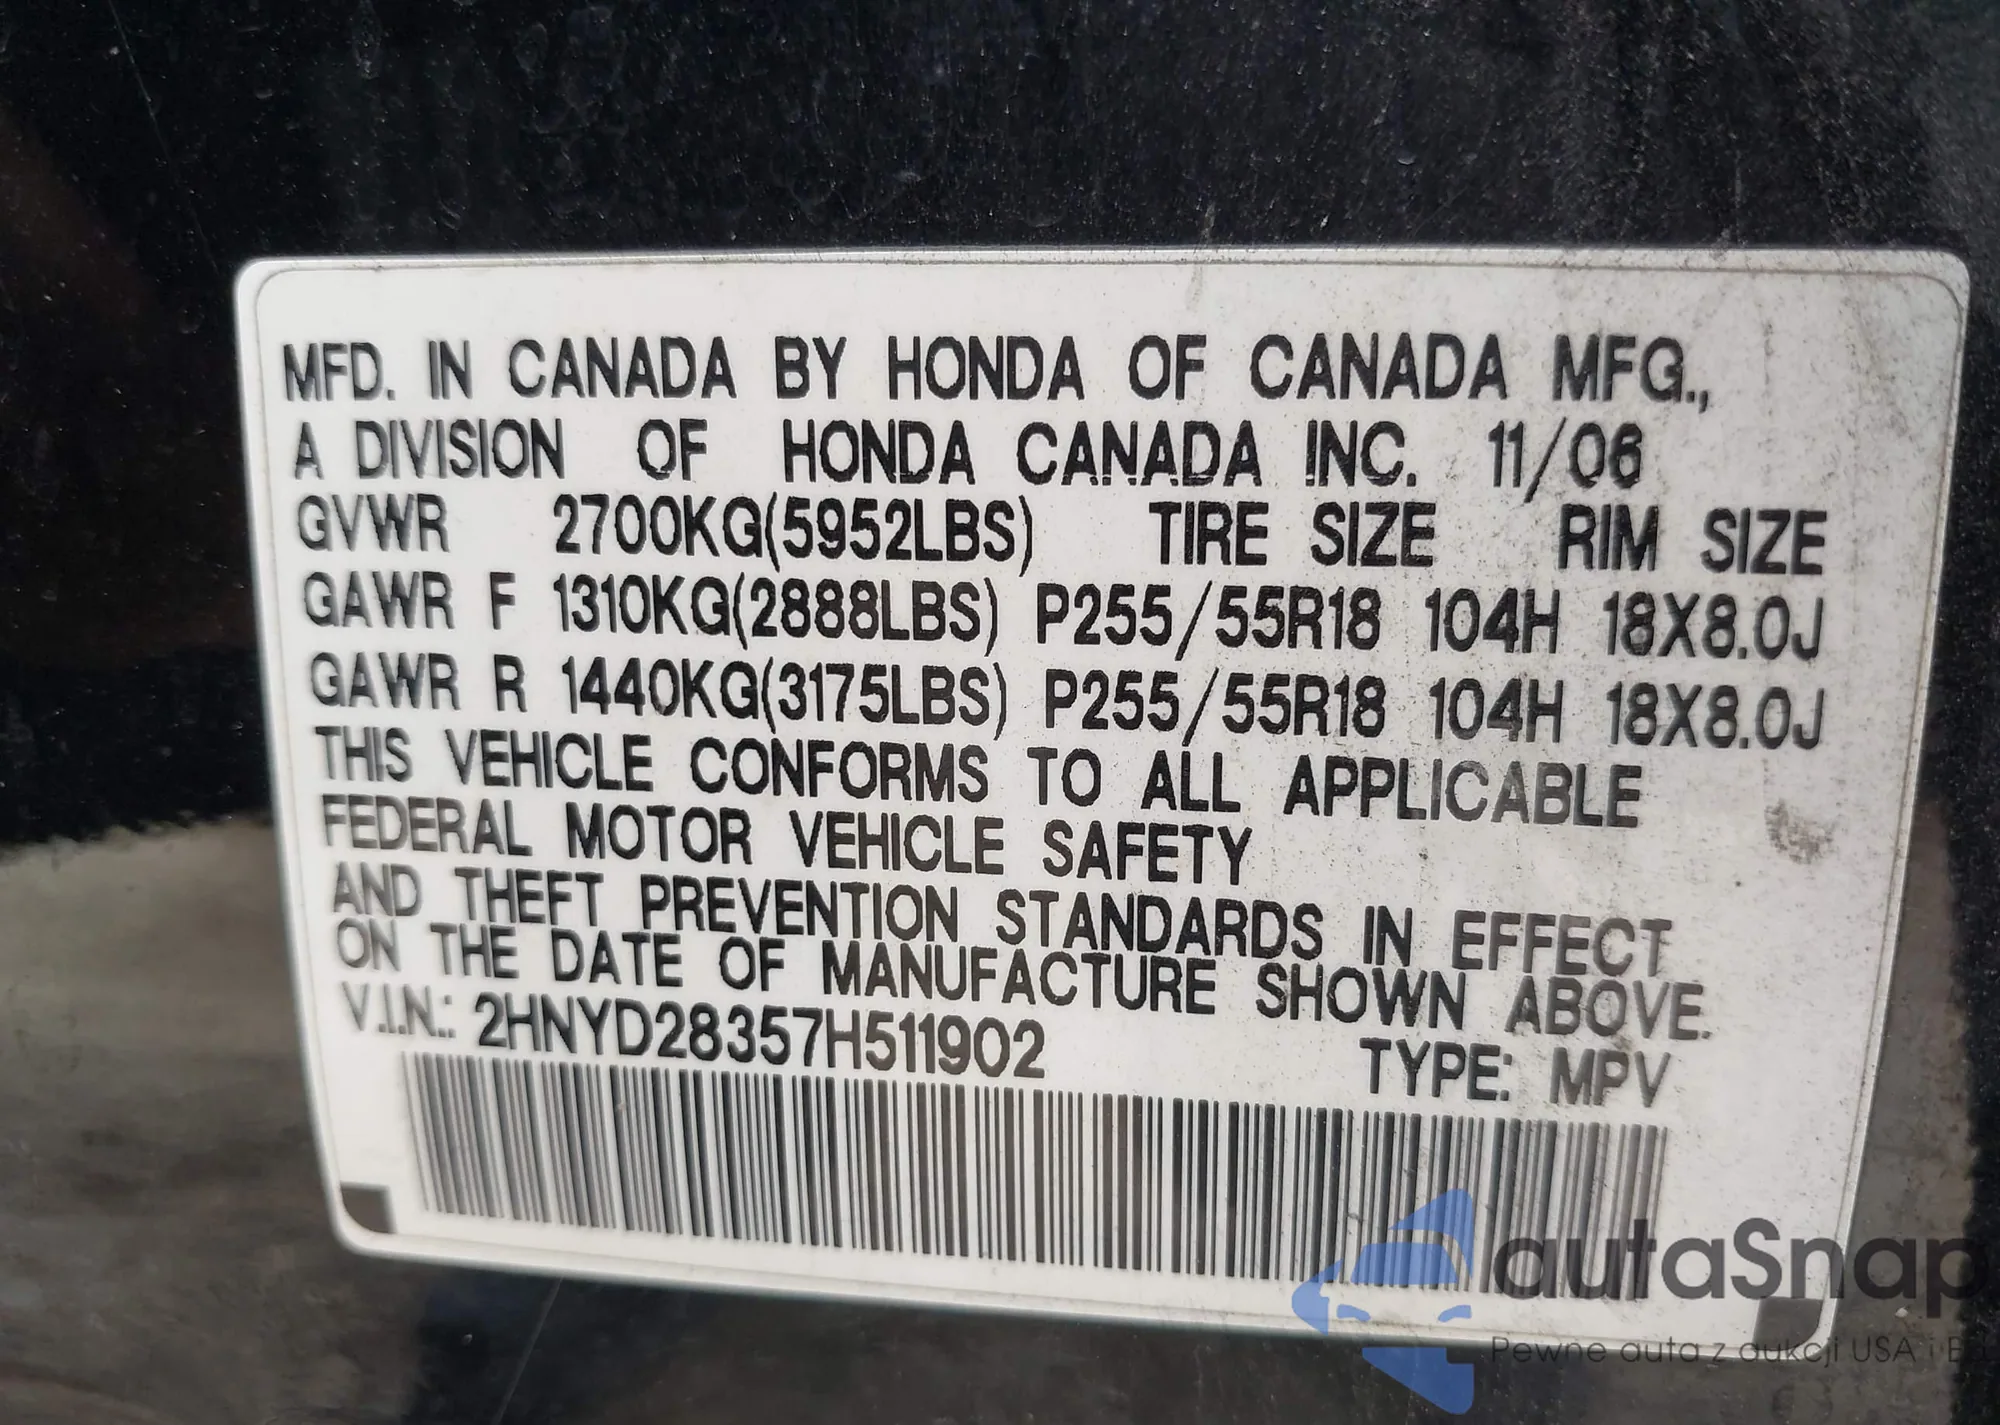 MFD. IN CANADA BY HONDA OF CANADA MFG.,
A DIVISION OF HONDA CANADA INC. 11/06
GVWR 2700KG(5952LBS) TIRE SIZE RIM SIZE
GAWR F 1310KG(2888LBS) P255/55R18 104H 18X8.0J
GAWR R 1440KG(3175LBS) P255/55R18 104H 18X8.0J
THIS VEHICLE CONFORMS TO ALL APPLICABLE
FEDERAL MOTOR VEHICLE SAFETY
AND THEFT PREVENTION STANDARDS IN EFFECT
ON THE DATE OF MANUFACTURE SHOWN ABOVE.
V.I.N.: 2HNYD28357H511902
TYPE: MPV
autaSnap
Pewne auta z aukcji USA i